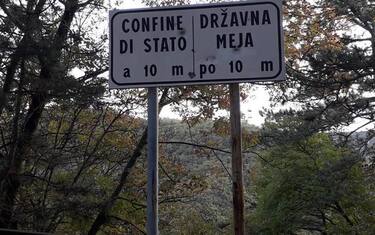 CONFINE DRŽAVNA
DI STATO MEJA
a 10 m po 10 m